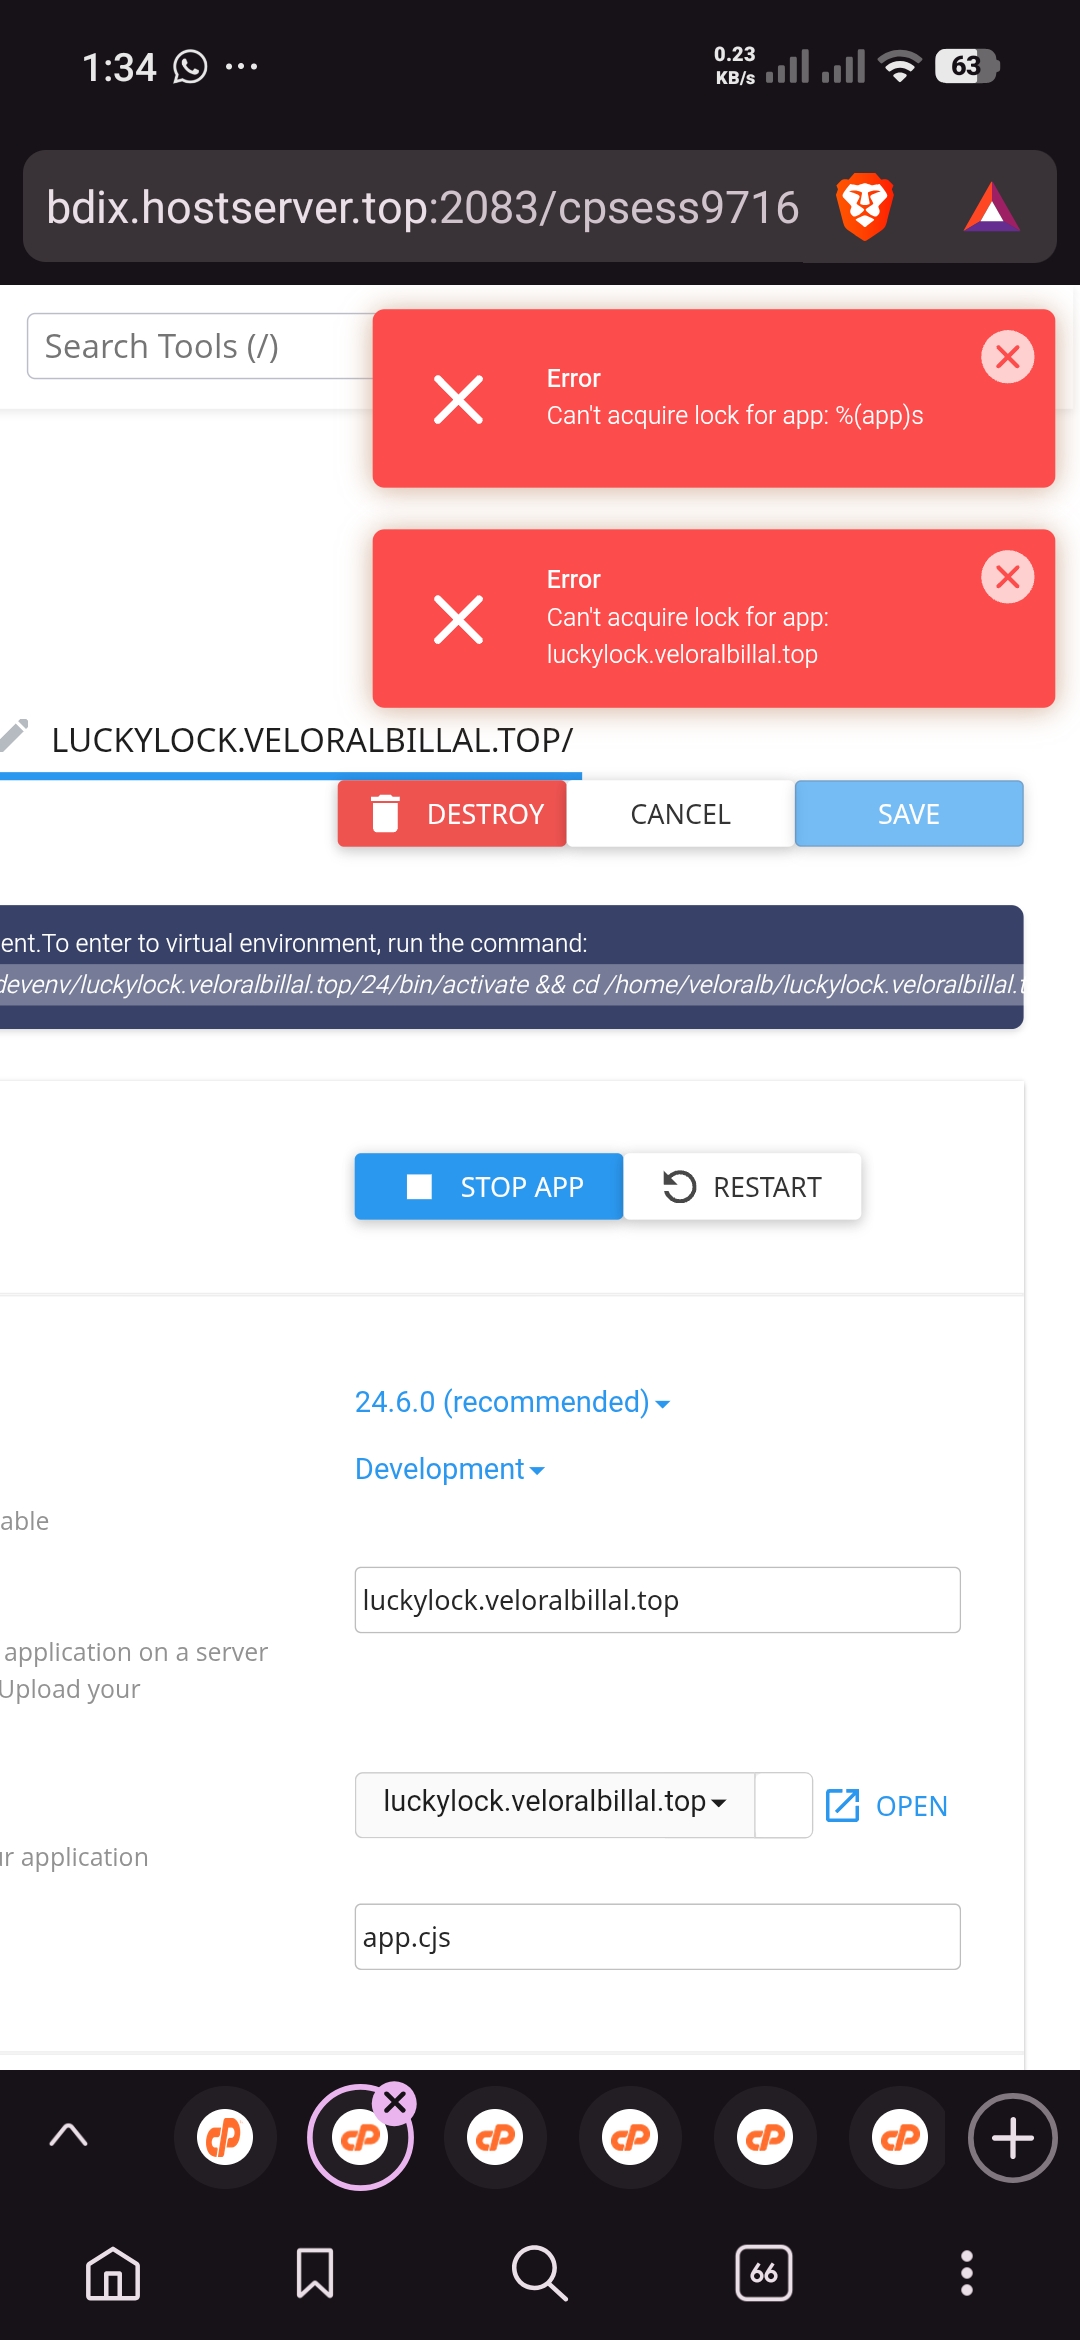 1:34
0.23
KB/s
63
bdix.hostserver.top:2083/cpsess9716
Search Tools (/)
Error
Can't acquire lock for app: %(app)s
Error
Can't acquire lock for app:
luckylock.veloralbillal.top
LUCKYLOCK.VELORALBILLAL.TOP/
DESTROY
CANCEL
SAVE
ent.To enter to virtual environment, run the command:
devenv/luckylock.veloralbillal.top/24/bin/activate && cd /home/veloralb/luckylock.veloralbillal.t
STOP APP
RESTART
24.6.0 (recommended)
Development
able
luckylock.veloralbillal.top
application on a server
Upload your
luckylock.veloralbillal.top
OPEN
ur application
app.cjs
66